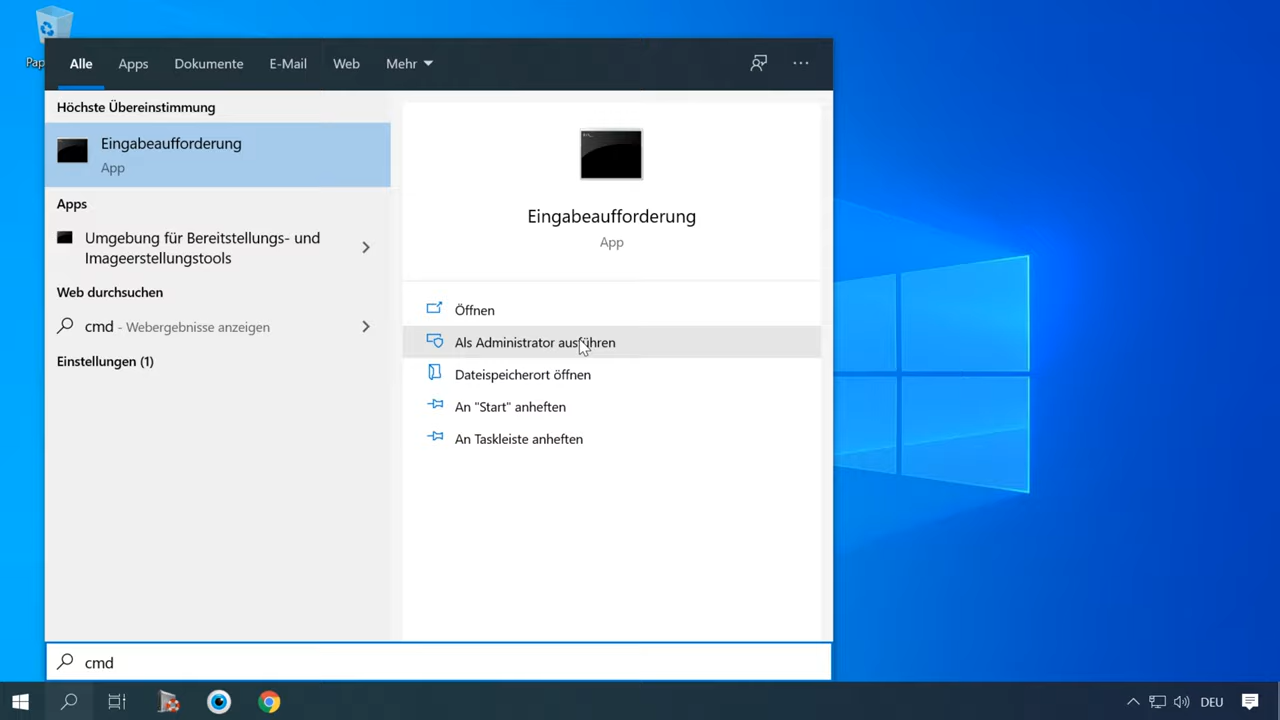 Alle Apps Dokumente E-Mail Web Mehr
Höchste Übereinstimmung
Eingabeaufforderung
App
Apps
Umgebung für Bereitstellungs- und
Imageerstellungstools
Web durchsuchen
cmd - Webergebnisse anzeigen
Einstellungen (1)
Eingabeaufforderung
App
Öffnen
Als Administrator ausführen
Dateispeicherort öffnen
An "Start" anheften
An Taskleiste anheften
cmd
DEU